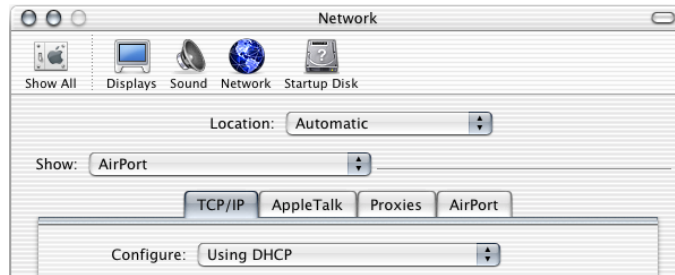 Network
Show All Displays Sound Network Startup Disk
Location: Automatic
Show: AirPort
TCP/IP AppleTalk Proxies AirPort
Configure: Using DHCP